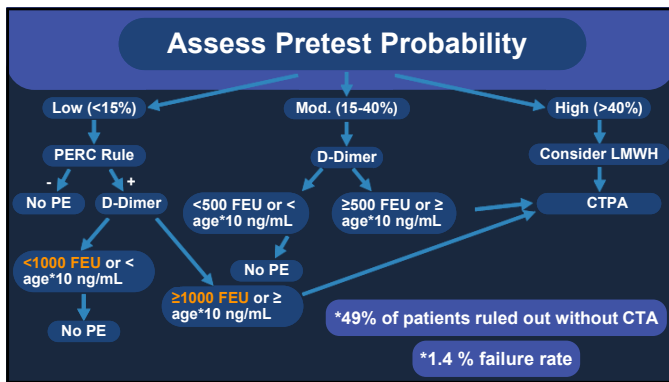 Assess Pretest Probability
Low (<15%)
Mod. (15-40%)
High (>40%)
PERC Rule
D-Dimer
Consider LMWH
-
+
No PE
D-Dimer
<500 FEU or <
age*10 ng/mL
≥500 FEU or ≥
age*10 ng/mL
CTPA
<1000 FEU or <
age*10 ng/mL
No PE
≥1000 FEU or ≥
age*10 ng/mL
No PE
*49% of patients ruled out without CTA
*1.4 % failure rate